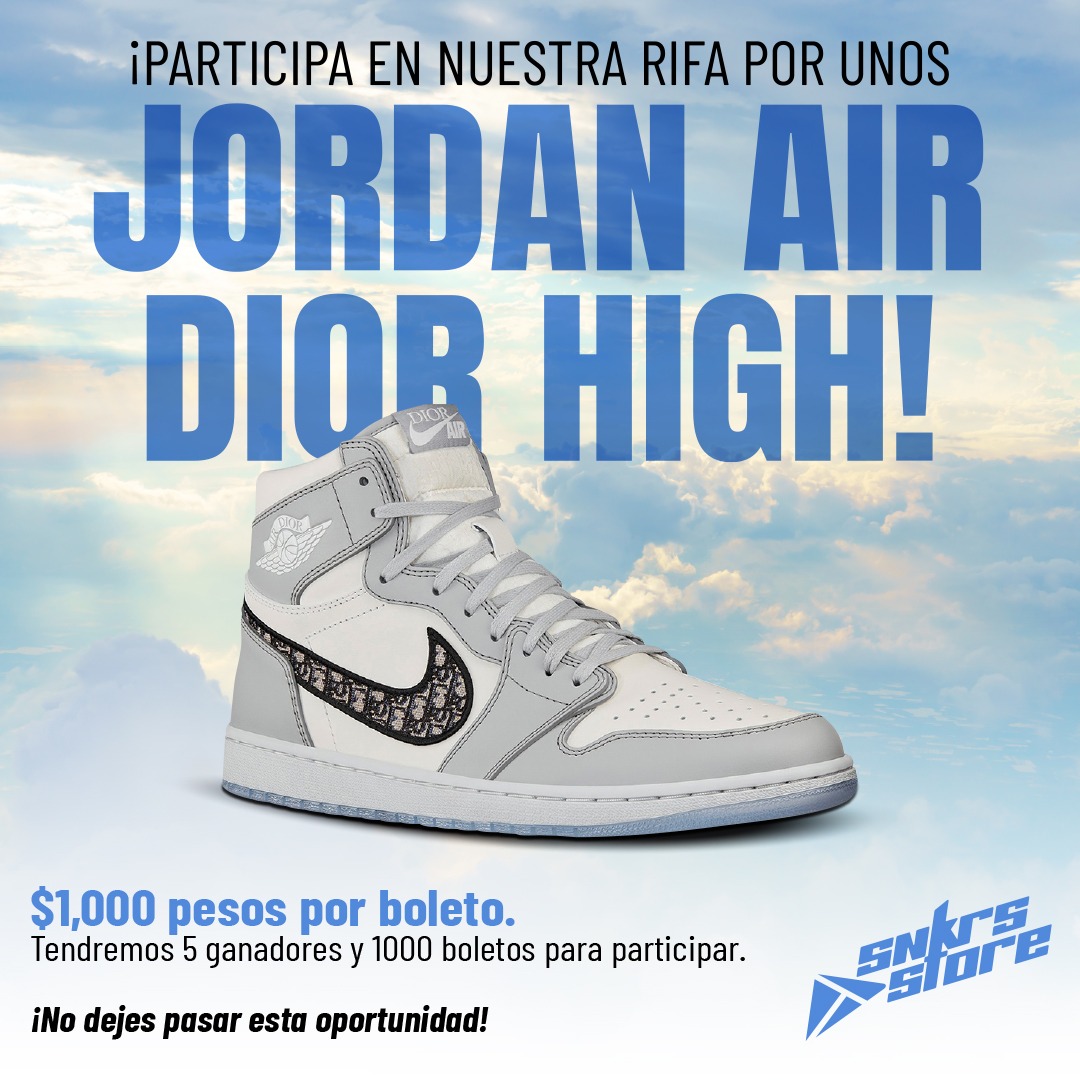 ¡PARTICIPA EN NUESTRA RIFA POR UNOS
JORDAN AIR
DIOR HIGH!
DIOR
AIR
AIR DIOR
$1,000 pesos por boleto.
Tendremos 5 ganadores y 1000 boletos para participar.
¡No dejes pasar esta oportunidad!
snkrs
store